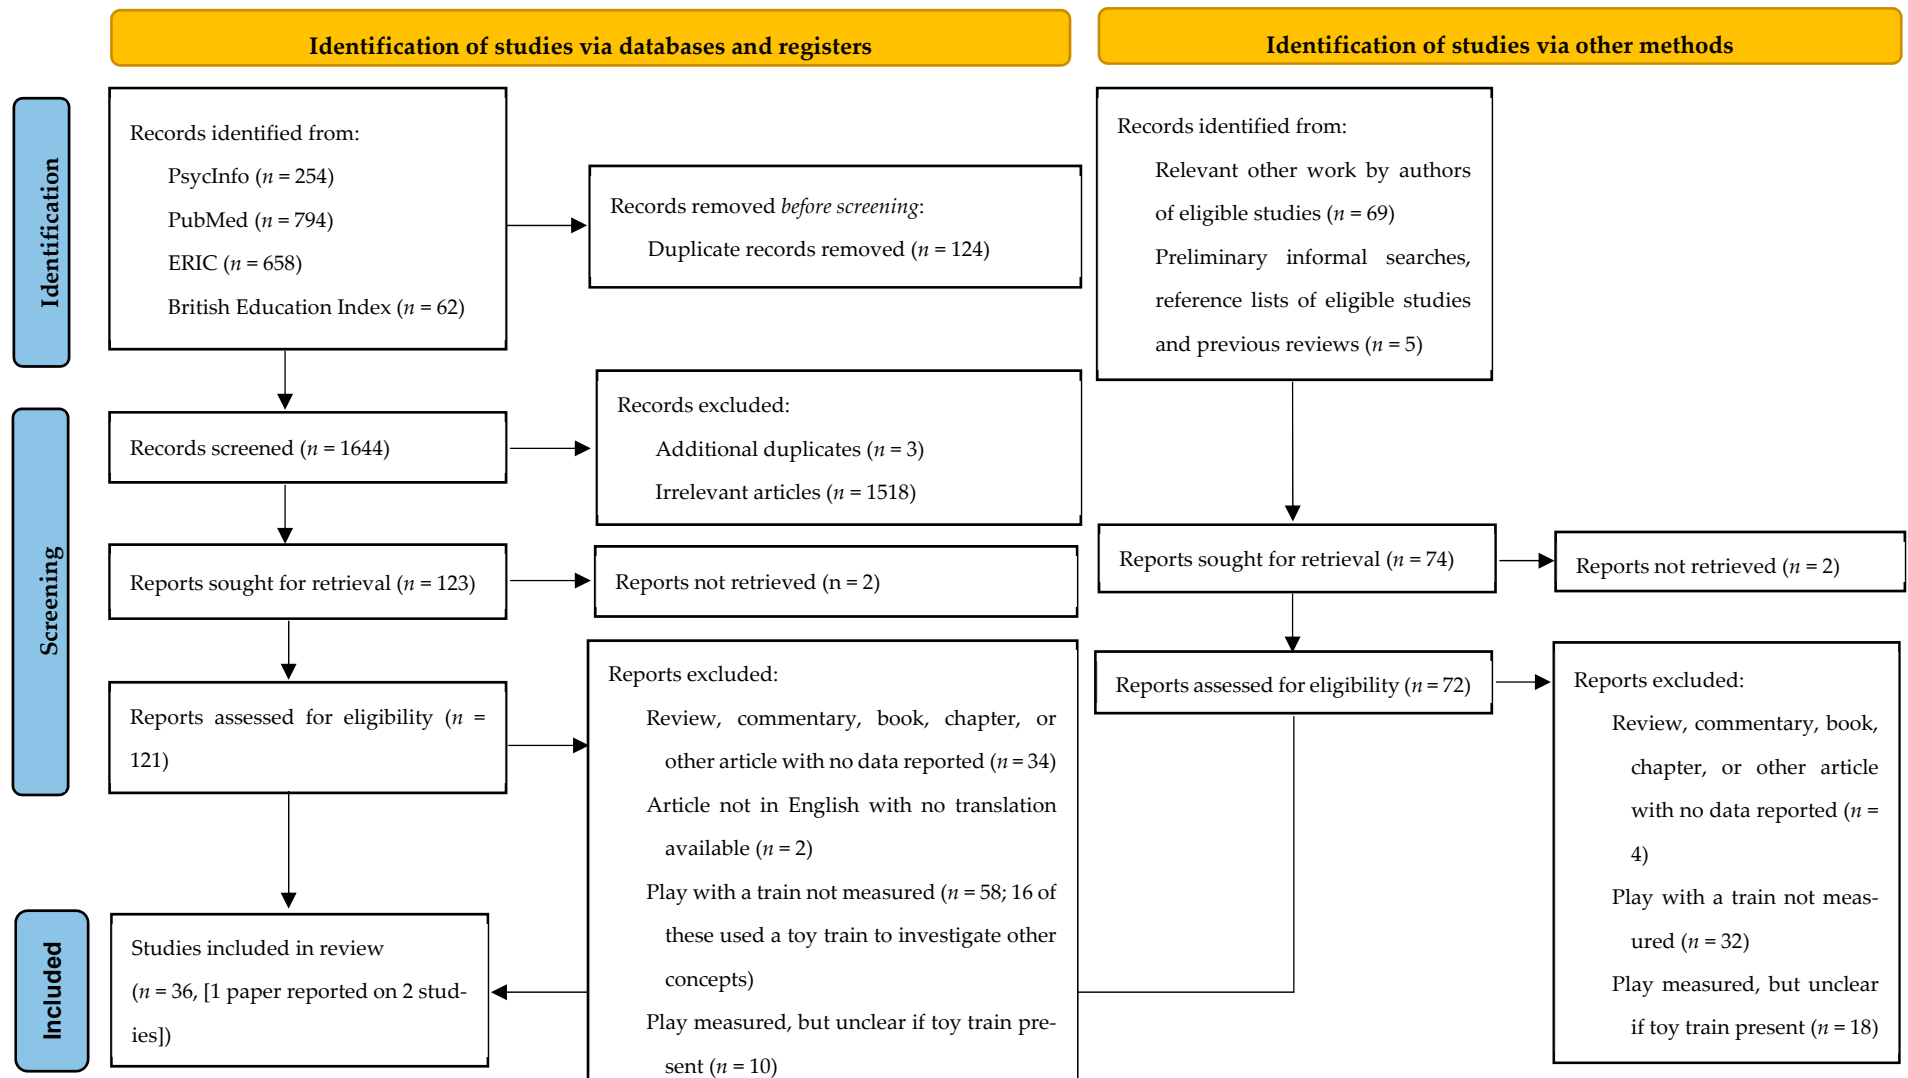 Identification of studies via databases and registers
Identification of studies via other methods
Identification
Records identified from:
PsycInfo (n = 254)
PubMed (n = 794)
ERIC (n = 658)
British Education Index (n = 62)
Records removed before screening:
Duplicate records removed (n = 124)
Records identified from:
Relevant other work by authors
of eligible studies (n = 69)
Preliminary informal searches,
reference lists of eligible studies
and previous reviews (n = 5)
Screening
Records screened (n = 1644)
Records excluded:
Additional duplicates (n = 3)
Irrelevant articles (n = 1518)
Reports sought for retrieval (n = 123)
Reports not retrieved (n = 2)
Reports sought for retrieval (n = 74)
Reports not retrieved (n = 2)
Reports assessed for eligibility (n =
121)
Reports excluded:
Review, commentary, book, chapter, or
other article with no data reported (n = 34)
Article not in English with no translation
available (n = 2)
Play with a train not measured (n = 58; 16 of
these used a toy train to investigate other
concepts)
Play measured, but unclear if toy train pre-
sent (n = 10)
Reports assessed for eligibility (n = 72)
Reports excluded:
Review, commentary, book,
chapter, or other article
with no data reported (n =
4)
Play with a train not meas-
ured (n = 32)
Play measured, but unclear
if toy train present (n = 18)
Included
Studies included in review
(n = 36, [1 paper reported on 2 stud-
ies])